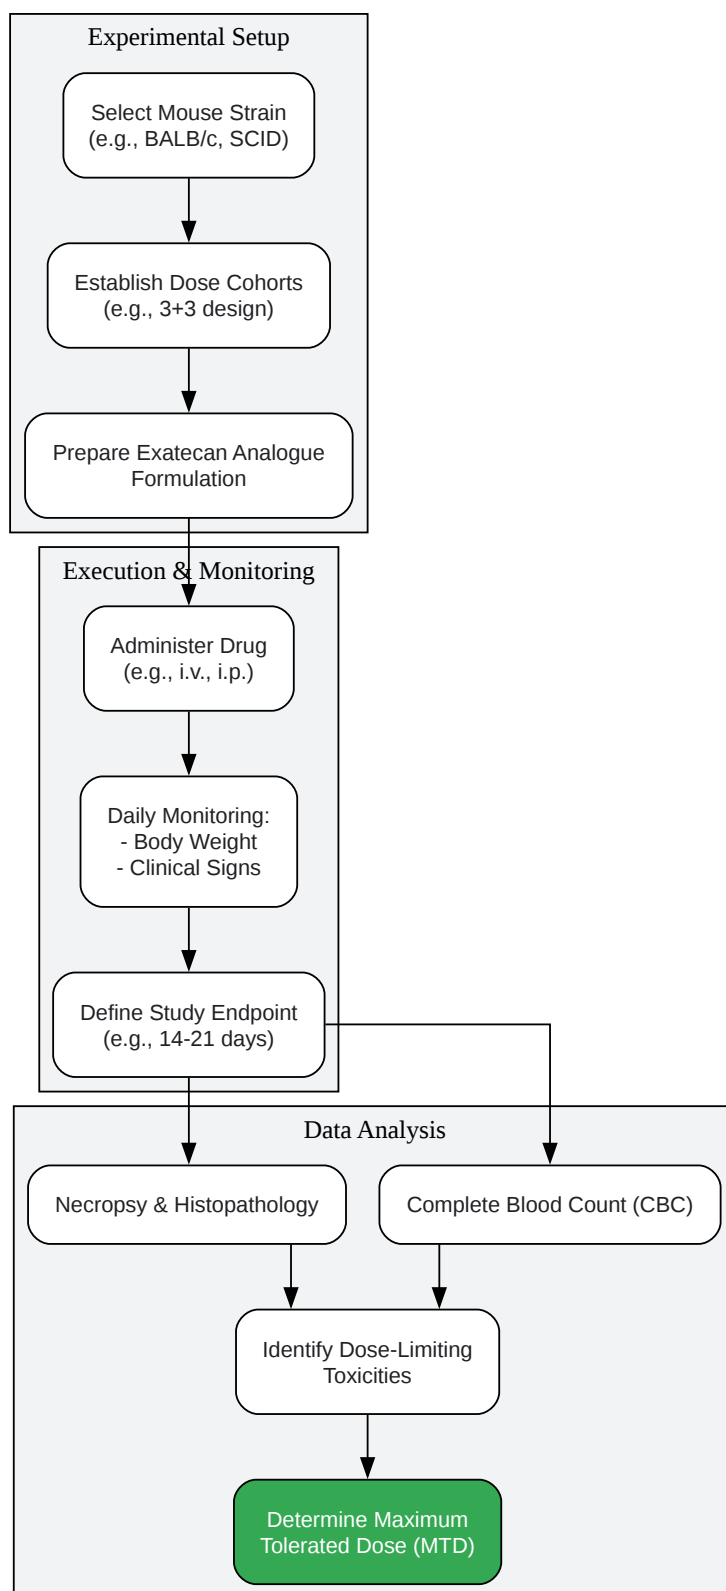 Experimental Setup
Select Mouse Strain
(e.g., BALB/c, SCID)
Establish Dose Cohorts
(e.g., 3+3 design)
Prepare Exatecan Analogue
Formulation
Execution & Monitoring
Administer Drug
(e.g., i.v., i.p.)
Daily Monitoring:
- Body Weight
- Clinical Signs
Define Study Endpoint
(e.g., 14-21 days)
Data Analysis
Necropsy & Histopathology
Complete Blood Count (CBC)
Identify Dose-Limiting
Toxicities
Determine Maximum
Tolerated Dose (MTD)